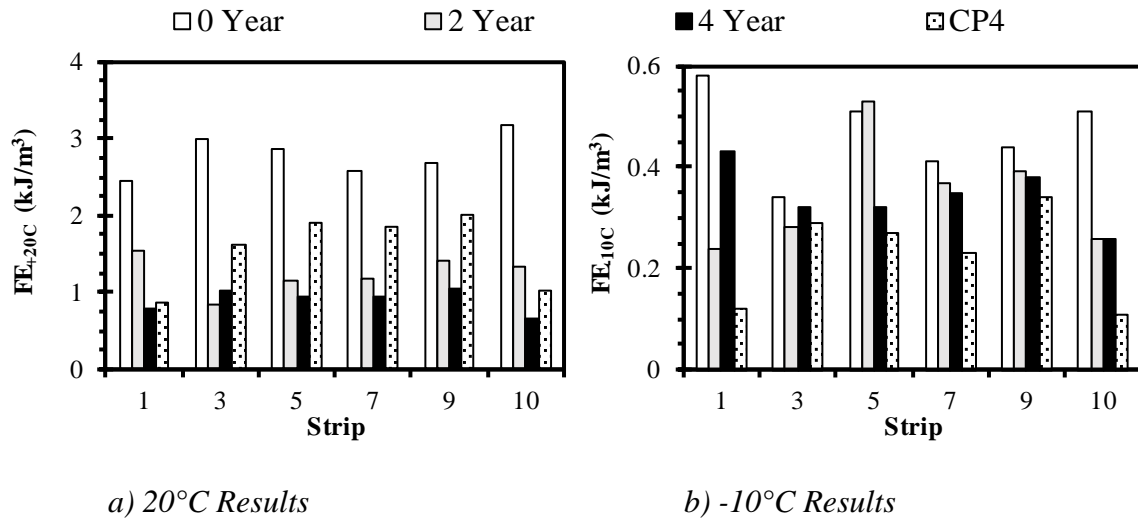 0 Year 2 Year 4 Year CP4
4
3
2
1
0
FE+20C (kJ/m³)
1 3 5 7 9 10
Strip
0.6
0.4
0.2
0
FE-10C (kJ/m³)
1 3 5 7 9 10
Strip
a) 20°C Results
b) -10°C Results